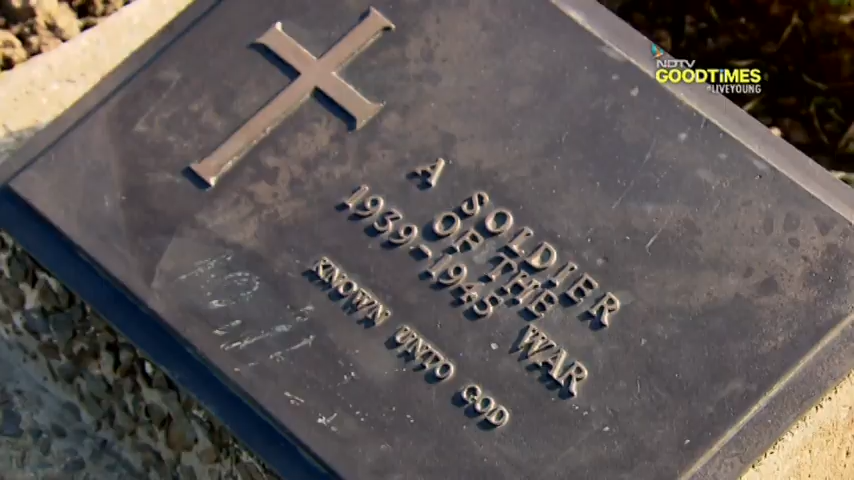 NDTV
GOODTiMES
#LIVEYOUNG
A SOLDIER
OF THE WAR
1939-1945
KNOWN UNTO GOD